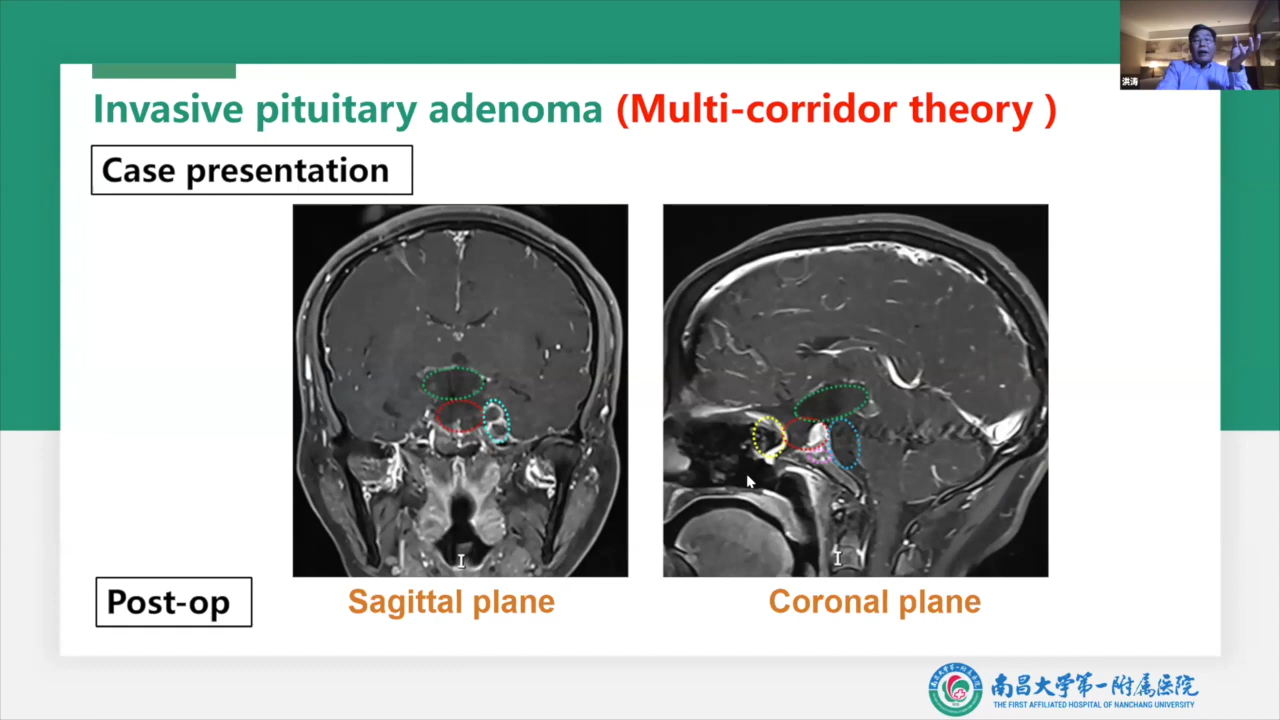 洪涛
Invasive pituitary adenoma (Multi-corridor theory )
Case presentation
I
I
Post-op
Sagittal plane
Coronal plane
南昌大学第一附属医院
THE FIRST AFFILIATED HOSPITAL OF NANCHANG UNIVERSITY